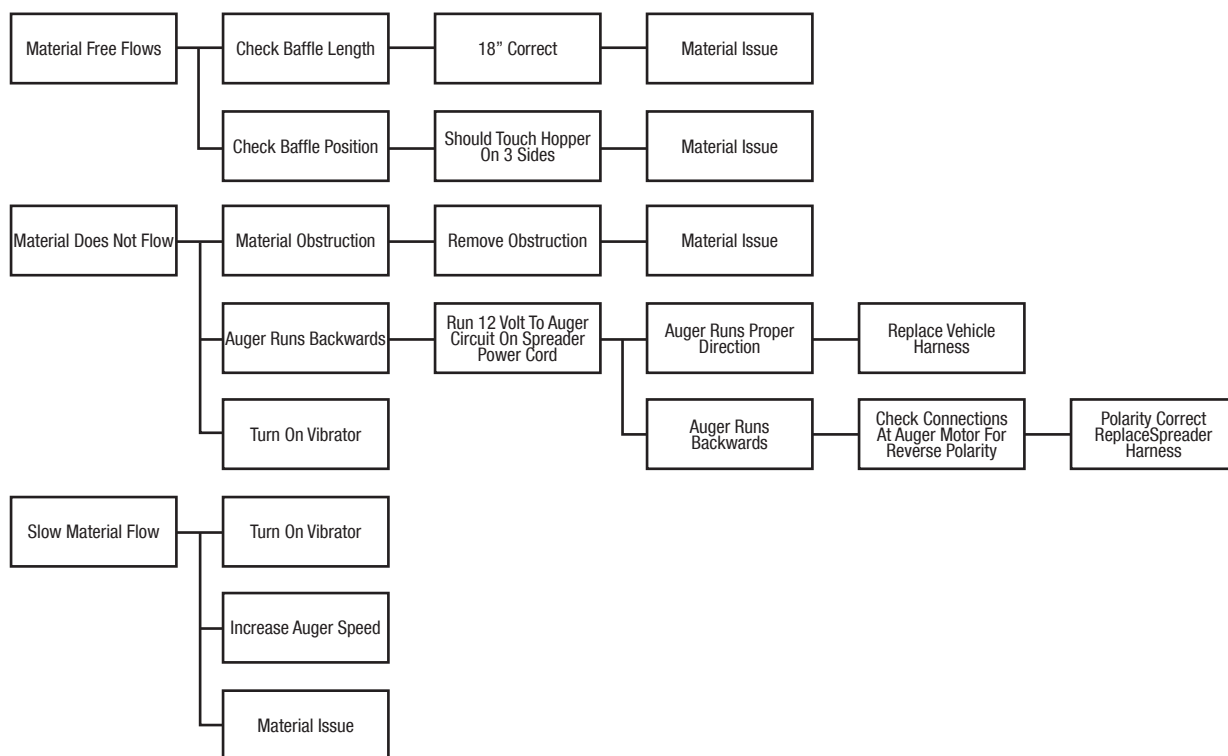 Material Free Flows
Check Baffle Length
18” Correct
Material Issue
Check Baffle Position
Should Touch Hopper
On 3 Sides
Material Issue
Material Does Not Flow
Material Obstruction
Remove Obstruction
Material Issue
Auger Runs Backwards
Run 12 Volt To Auger
Circuit On Spreader
Power Cord
Auger Runs Proper
Direction
Replace Vehicle
Harness
Auger Runs
Backwards
Check Connections
At Auger Motor For
Reverse Polarity
Polarity Correct
ReplaceSpreader
Harness
Turn On Vibrator
Slow Material Flow
Turn On Vibrator
Increase Auger Speed
Material Issue